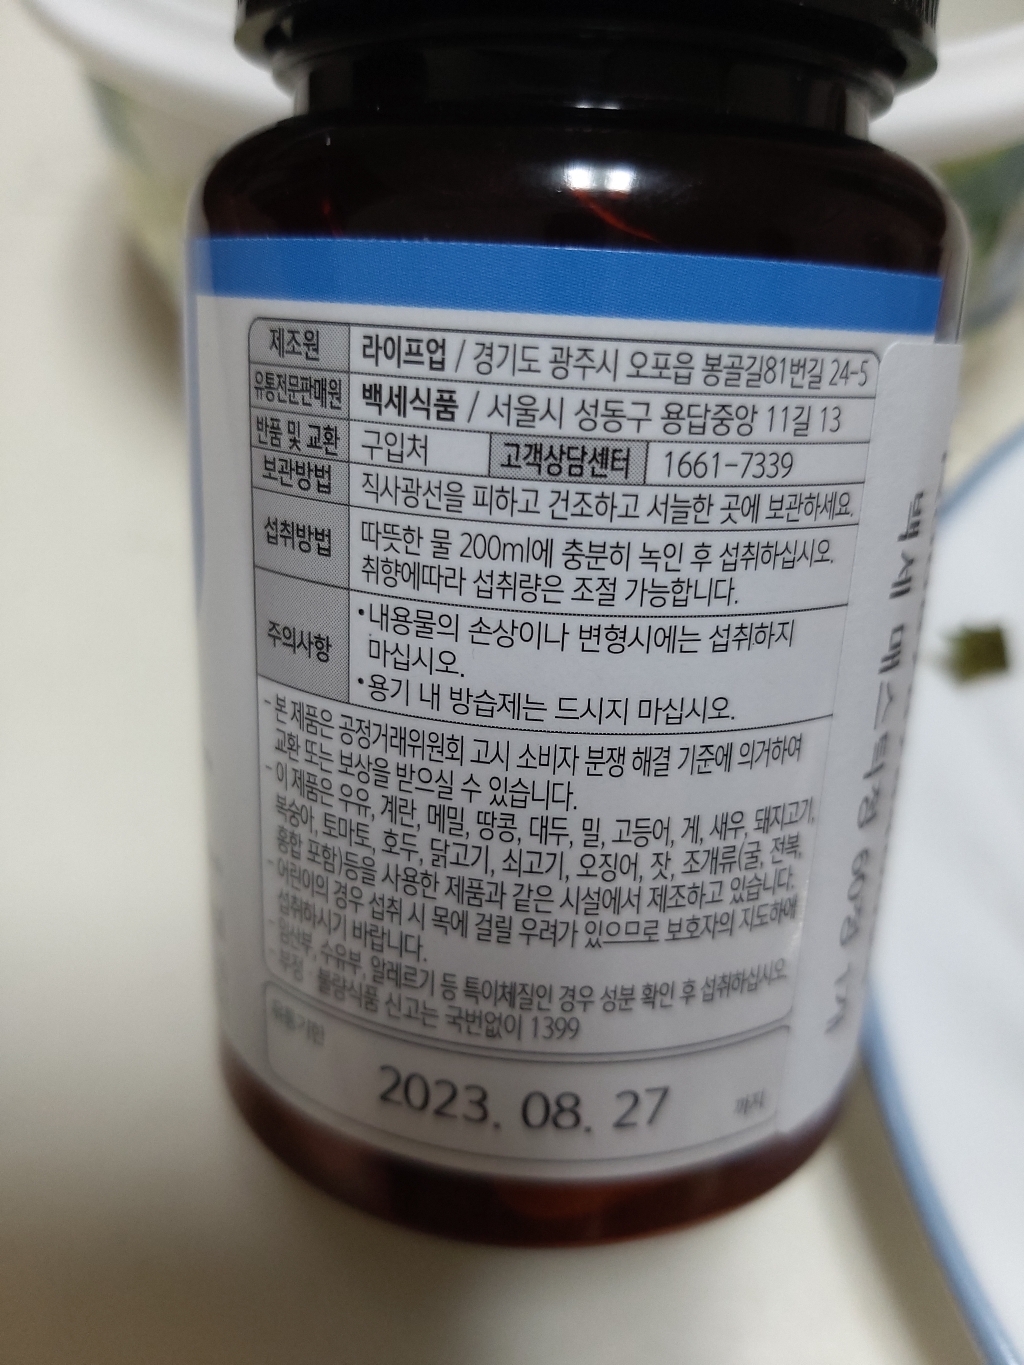 제조원 라이프업 / 경기도 광주시 오포읍 봉골길81번길 24-5
유통전문판매원 백세식품 / 서울시 성동구 용답중앙 11길 13
반품 및 교환 구입처 고객상담센터 1661-7339
보관방법 직사광선을 피하고 건조하고 서늘한 곳에 보관하세요.
섭취방법 따뜻한 물 200ml에 충분히 녹인 후 섭취하십시오.
취향에따라 섭취량은 조절 가능합니다.
주의사항 •내용물의 손상이나 변형시에는 섭취하지
마십시오.
•용기 내 방습제는 드시지 마십시오.
- 본 제품은 공정거래위원회 고시 소비자 분쟁 해결 기준에 의거하여
교환 또는 보상을 받으실 수 있습니다.
- 이 제품은 우유, 계란, 메밀, 땅콩, 대두, 밀, 고등어, 게, 새우, 돼지고기,
복숭아, 토마토, 호두, 닭고기, 쇠고기, 오징어, 잣, 조개류(굴, 전복,
홍합 포함)등을 사용한 제품과 같은 시설에서 제조하고 있습니다.
- 어린이의 경우 섭취 시 목에 걸릴 우려가 있으므로 보호자의 지도하에
섭취하시기 바랍니다.
- 임산부, 수유부, 알레르기 등 특이체질인 경우 성분 확인 후 섭취하십시오.
- 부정 · 불량식품 신고는 국번없이 1399
유통기한
2023. 08. 27 까지
백세 매스틱정 60정 1개